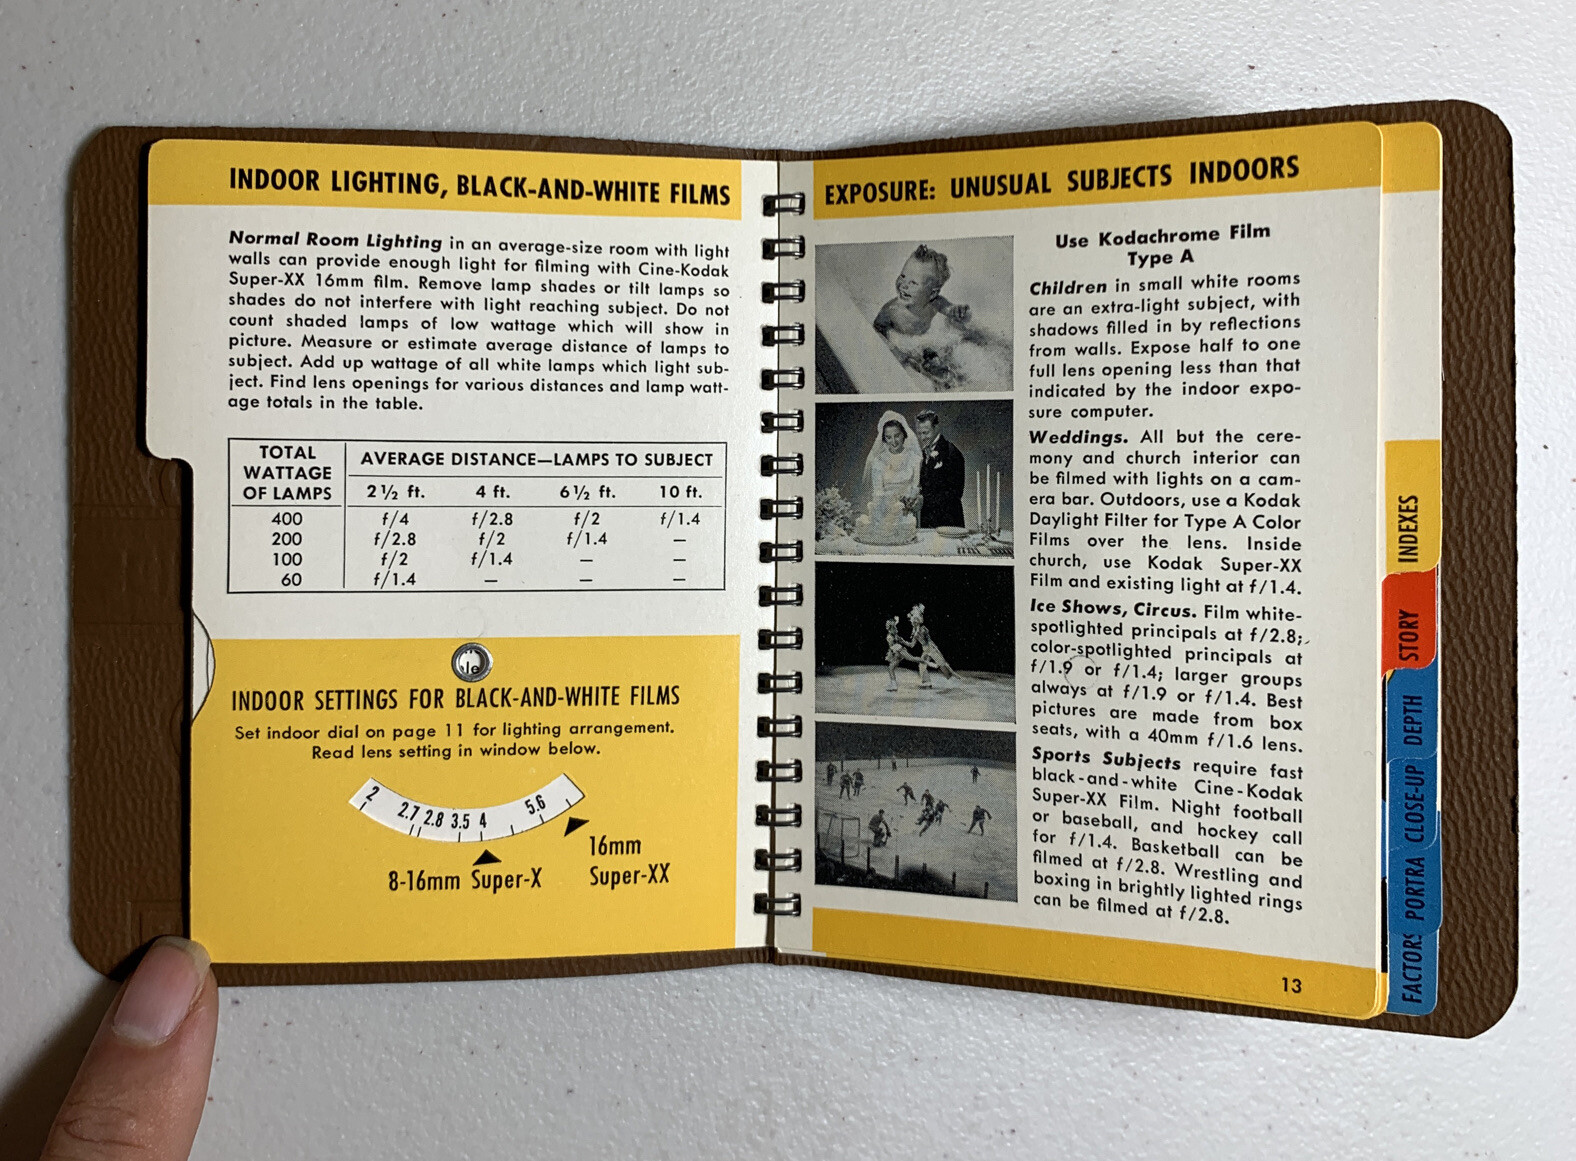 INDOOR LIGHTING, BLACK-AND-WHITE FILMS
Normal Room Lighting in an average-size room with light
walls can provide enough light for filming with Cine-Kodak
Super-XX 16mm film. Remove lamp shades or tilt lamps so
shades do not interfere with light reaching subject. Do not
count shaded lamps of low wattage which will show in
picture. Measure or estimate average distance of lamps to
subject. Add up wattage of all white lamps which light sub-
ject. Find lens openings for various distances and lamp watt-
age totals in the table.
TOTAL WATTAGE OF LAMPS
AVERAGE DISTANCE—LAMPS TO SUBJECT
2½ ft. 4 ft. 6½ ft. 10 ft.
400 f/4 f/2.8 f/2 f/1.4
200 f/2.8 f/2 f/1.4 —
100 f/2 f/1.4 — —
60 f/1.4 — — —
INDOOR SETTINGS FOR BLACK-AND-WHITE FILMS
Set indoor dial on page 11 for lighting arrangement.
Read lens setting in window below.
2 2.7 2.8 3.5 4 5.6
8-16mm Super-X
16mm
Super-XX
EXPOSURE: UNUSUAL SUBJECTS INDOORS
Use Kodachrome Film
Type A
Children in small white rooms
are an extra-light subject, with
shadows filled in by reflections
from walls. Expose half to one
full lens opening less than that
indicated by the indoor expo-
sure computer.
Weddings. All but the cere-
mony and church interior can
be filmed with lights on a cam-
era bar. Outdoors, use a Kodak
Daylight Filter for Type A Color
Films over the lens. Inside
church, use Kodak Super-XX
Film and existing light at f/1.4.
Ice Shows, Circus. Film white-
spotlighted principals at f/2.8;
color-spotlighted principals at
f/1.9 or f/1.4; larger groups
always at f/1.9 or f/1.4. Best
pictures are made from box
seats, with a 40mm f/1.6 lens.
Sports Subjects require fast
black-and-white Cine-Kodak
Super-XX Film. Night football
or baseball, and hockey call
for f/1.4. Basketball can be
filmed at f/2.8. Wrestling and
boxing in brightly lighted rings
can be filmed at f/2.8.
13
INDEXES
STORY
DEPTH
CLOSE-UP
PORTRA
FACTORS